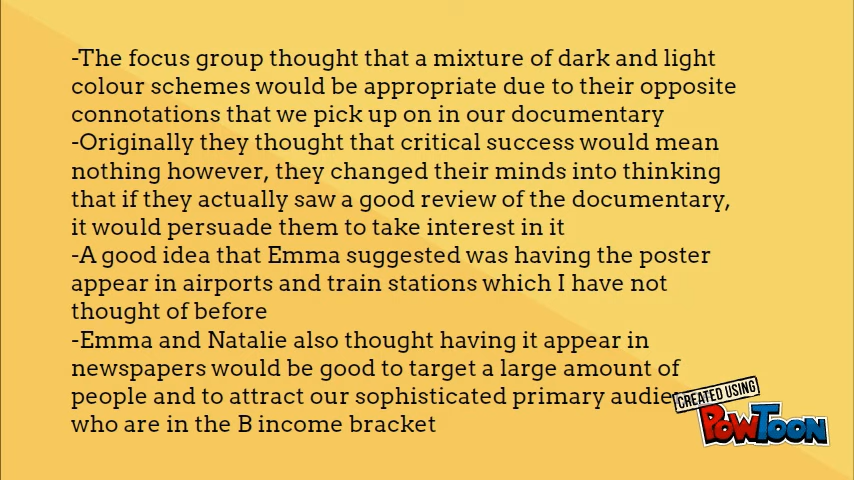 -The focus group thought that a mixture of dark and light
colour schemes would be appropriate due to their opposite
connotations that we pick up on in our documentary
-Originally they thought that critical success would mean
nothing however, they changed their minds into thinking
that if they actually saw a good review of the documentary,
it would persuade them to take interest in it
-A good idea that Emma suggested was having the poster
appear in airports and train stations which I have not
thought of before
-Emma and Natalie also thought having it appear in
newspapers would be good to target a large amount of
people and to attract our sophisticated primary
who are in the B income bracket
CREATED USING
POWTOON